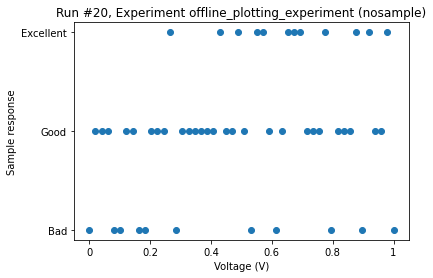 Run #20, Experiment offline_plotting_experiment (nosample)
Excellent
Good
Bad
Sample response
0 0.2 0.4 0.6 0.8 1
Voltage (V)